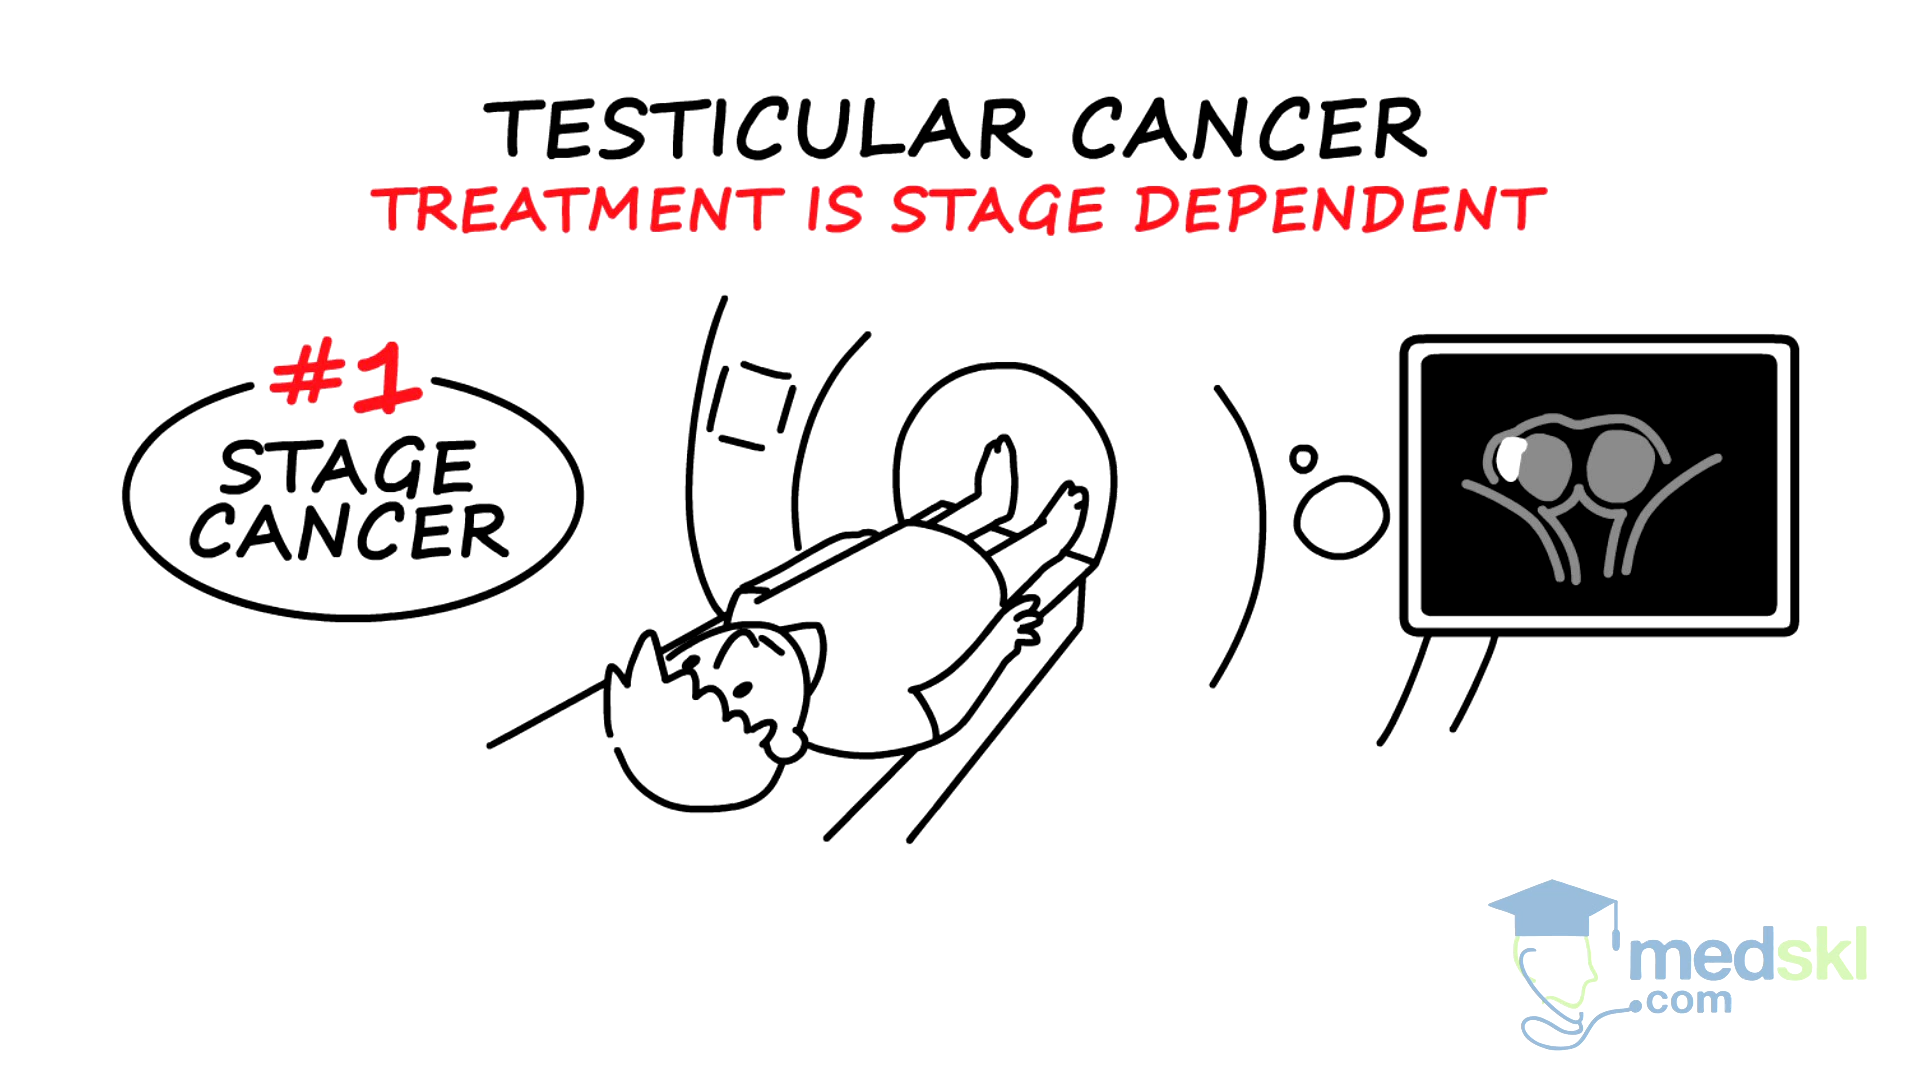 TESTICULAR CANCER
TREATMENT IS STAGE DEPENDENT
#1
STAGE
CANCER
medskl
.com